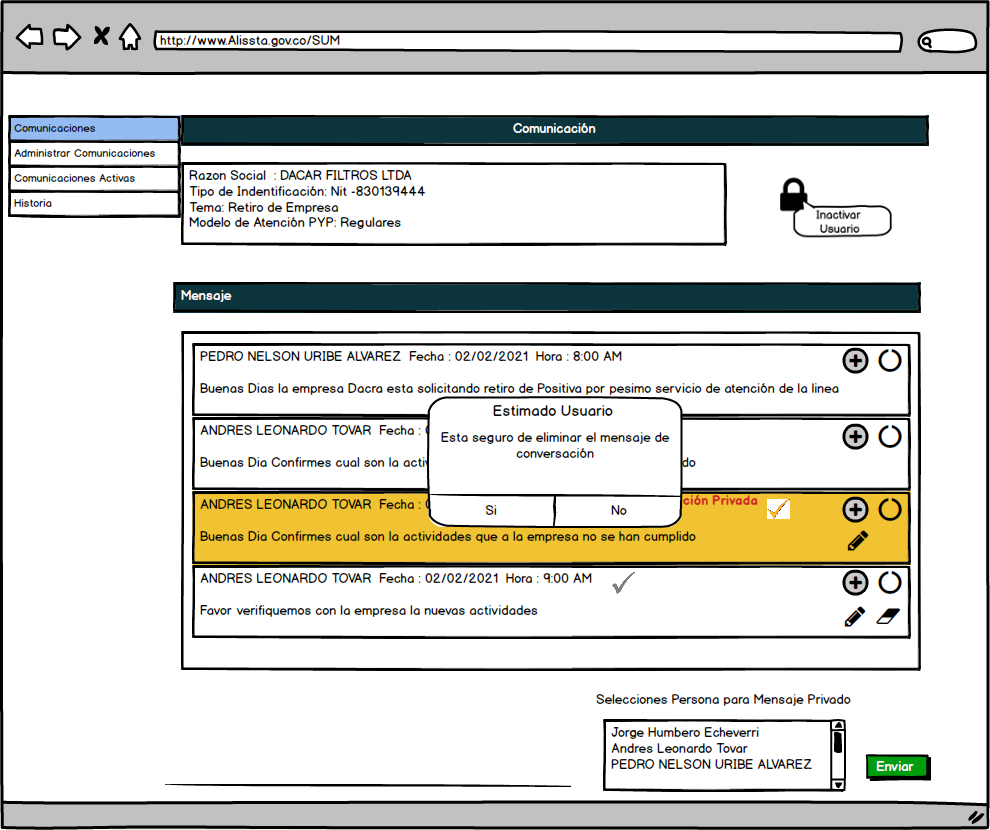 http://www.Alissta.gov.co/SUM
Comunicaciones
Administrar Comunicaciones
Comunicaciones Activas
Historia
Comunicación
Razon Social : DACAR FILTROS LTDA
Tipo de Indentificación: Nit -830139444
Tema: Retiro de Empresa
Modelo de Atención PYP: Regulares
Inactivar
Usuario
Mensaje
PEDRO NELSON URIBE ALVAREZ Fecha : 02/02/2021 Hora : 8:00 AM
Buenas Dias la empresa Dacra esta solicitando retiro de Positiva por pesimo servicio de atención de la linea
Estimado Usuario
Esta seguro de eliminar el mensaje de
conversación
Si
No
ANDRES LEONARDO TOVAR Fecha :
Buenas Dia Confirmes cual son la
ANDRES LEONARDO TOVAR Fecha : Privada
Buenas Dia Confirmes cual son la actividades que a la empresa no se han cumplido
ANDRES LEONARDO TOVAR Fecha : 02/02/2021 Hora : 9:00 AM
Favor verifiquemos con la empresa la nuevas actividades
Selecciones Persona para Mensaje Privado
Jorge Humbero Echeverri
Andres Leonardo Tovar
PEDRO NELSON URIBE ALVAREZ
Enviar